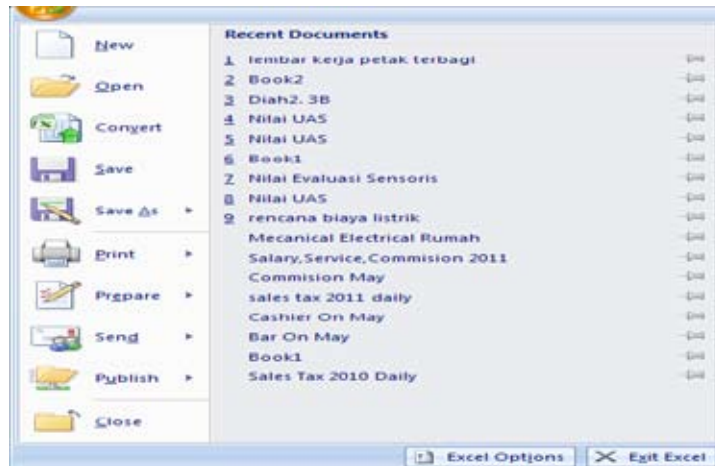 New
Open
Convert
Save
Save As
Print
Prepare
Send
Publish
Close
Recent Documents
1 lembar kerja petak terbagi
2 Book2
3 Diah2. 3B
4 Nilai UAS
5 Nilai UAS
6 Book1
7 Nilai Evaluasi Sensoris
8 Nilai UAS
9 rencana biaya listrik
Mecanical Electrical Rumah
Salary,Service,Commision 2011
Commision May
sales tax 2011 daily
Cashier On May
Bar On May
Book1
Sales Tax 2010 Daily
Excel Options
Exit Excel